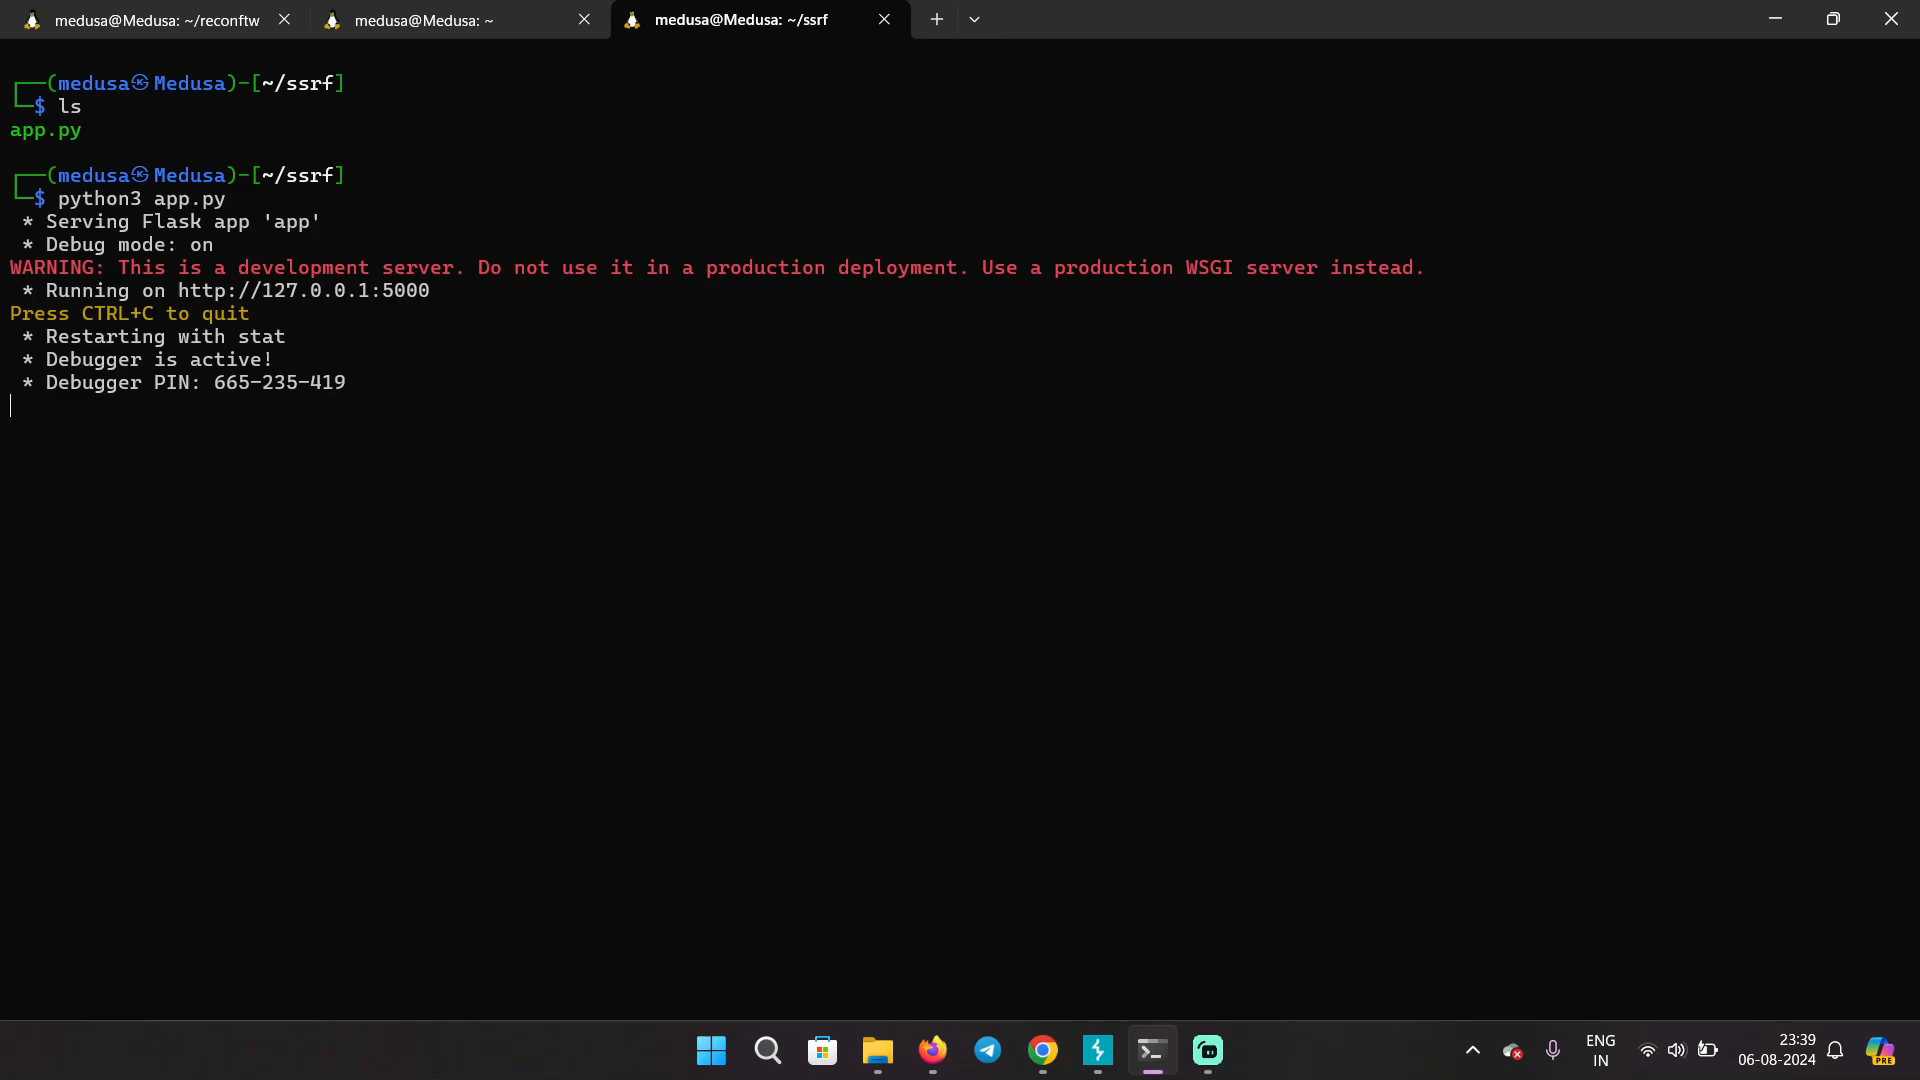 medusa@Medusa: ~/reconftw
medusa@Medusa: ~
medusa@Medusa: ~/ssrf
┌──(medusa㉿Medusa)-[~/ssrf]
└─$ ls
app.py
┌──(medusa㉿Medusa)-[~/ssrf]
└─$ python3 app.py
* Serving Flask app 'app'
* Debug mode: on
WARNING: This is a development server. Do not use it in a production deployment. Use a production WSGI server instead.
* Running on http://127.0.0.1:5000
Press CTRL+C to quit
* Restarting with stat
* Debugger is active!
* Debugger PIN: 665-235-419
ENG
IN
23:39
06-08-2024
PRE